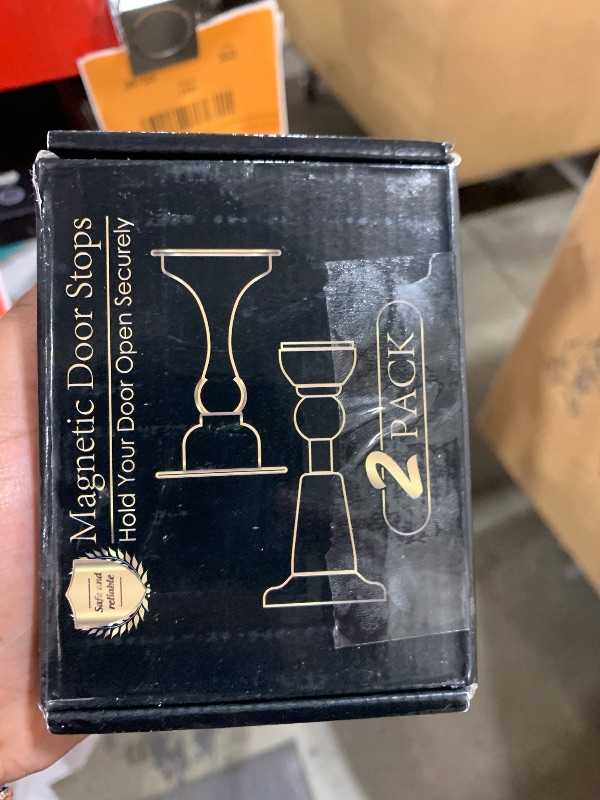 Magnetic Door Stops
Hold Your Door Open Securely
2 PACK
Safe and
reliable